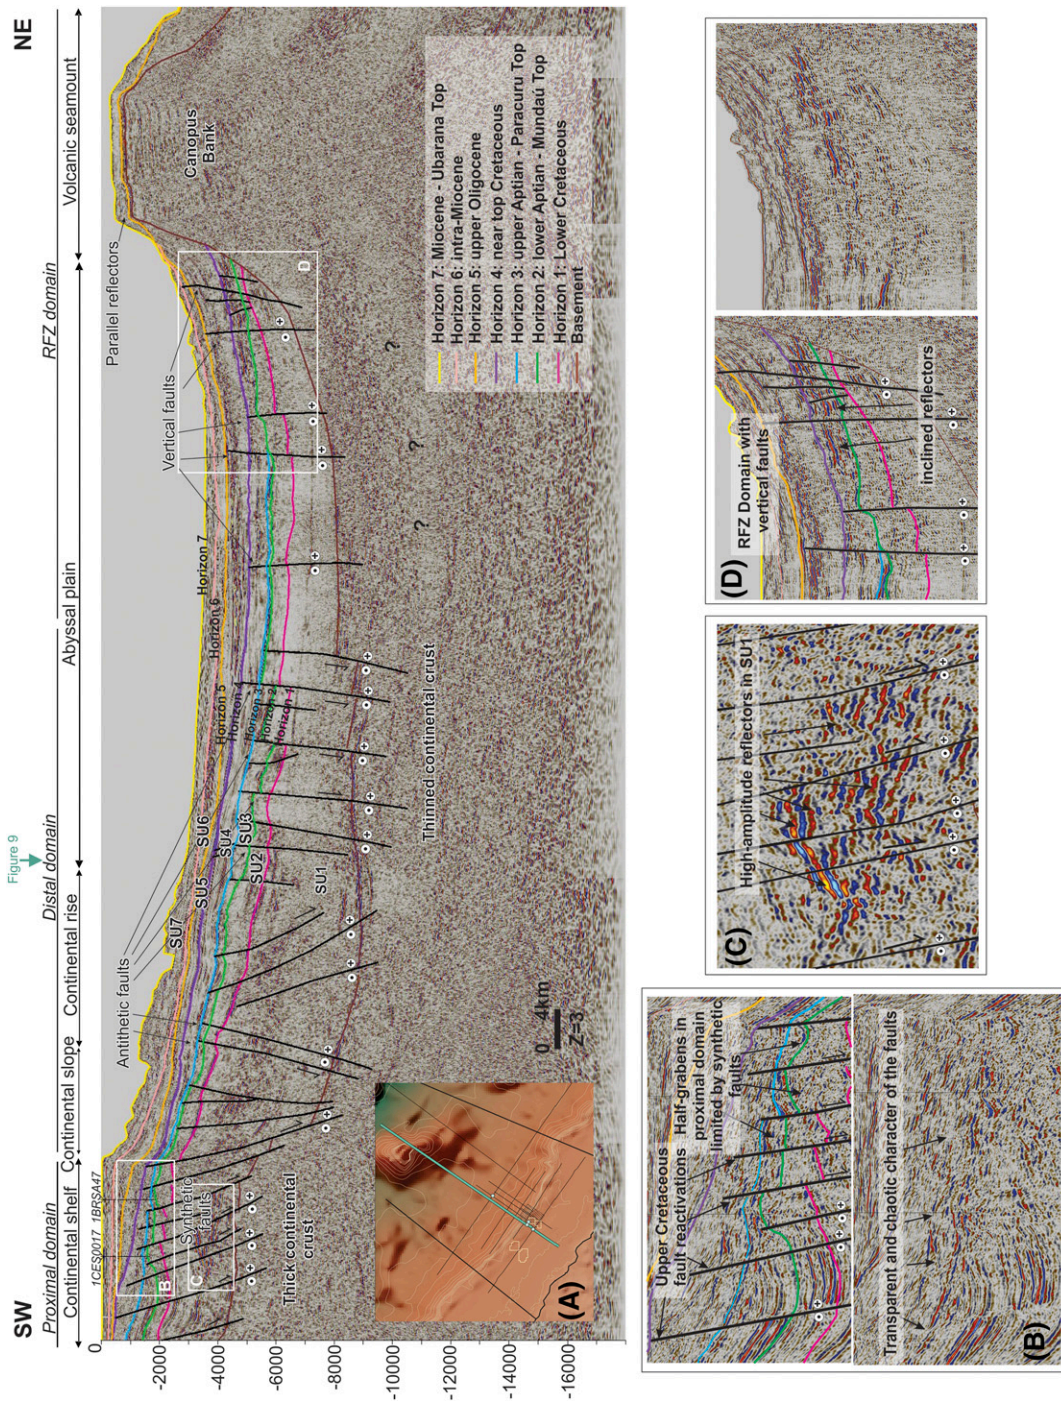 SW
NE
Figure 9
Proximal domain
Distal domain
RFZ domain
Continental shelf
Continental slope
Continental rise
Abyssal plain
Volcanic seamount
1CES0017
1BRSA47
Antithetic faults
Vertical faults
Parallel reflectors
Canopus
Bank
0
-2000
-4000
-6000
-8000
-10000
-12000
-14000
-16000
SU7
SU6
SU5
SU4
SU3
SU2
SU1
Horizon 7
Horizon 6
Horizon 5
Horizon 4
Horizon 3
Horizon 2
Horizon 1
Synthetic
faults
B
C
D
Thick continental
crust
Thinned continental crust
?
?
?
0 4km
Z=3
(A)
Horizon 7: Miocene - Ubarana Top
Horizon 6: intra-Miocene
Horizon 5: upper Oligocene
Horizon 4: near top Cretaceous
Horizon 3: upper Aptian - Paracuru Top
Horizon 2: lower Aptian - Mundaú Top
Horizon 1: Lower Cretaceous
Basement
(B)
Upper Cretaceous
fault reactivations
Half-grabens in
proximal domain
limited by synthetic
faults
Transparent and chaotic character of the faults
(C)
High-amplitude reflectors in SU1
(D)
RFZ Domain with
vertical faults
inclined reflectors